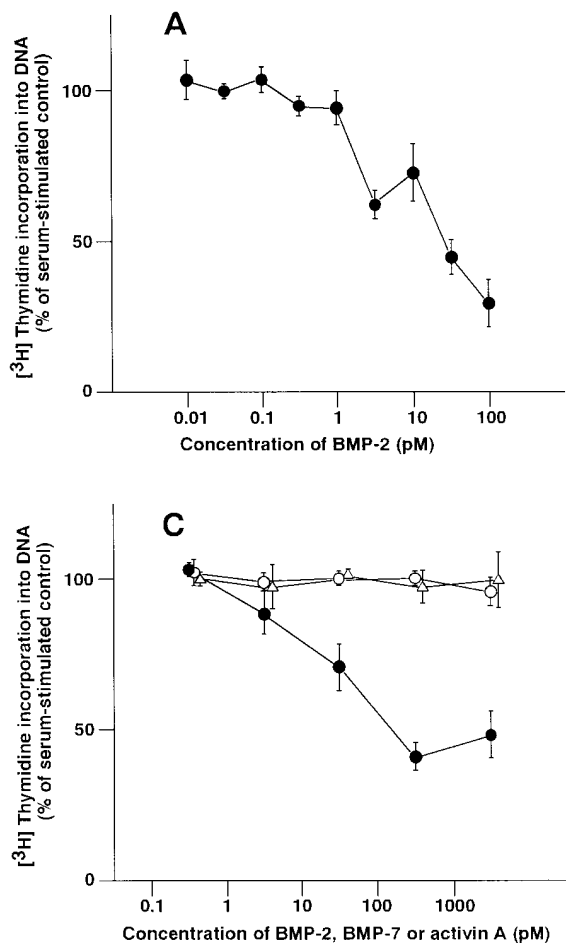 A
[³H] Thymidine incorporation into DNA
(% of serum-stimulated control)
100
50
0
0.01 0.1 1 10 100
Concentration of BMP-2 (pM)
C
[³H] Thymidine incorporation into DNA
(% of serum-stimulated control)
100
50
0
0.1 1 10 100 1000
Concentration of BMP-2, BMP-7 or activin A (pM)